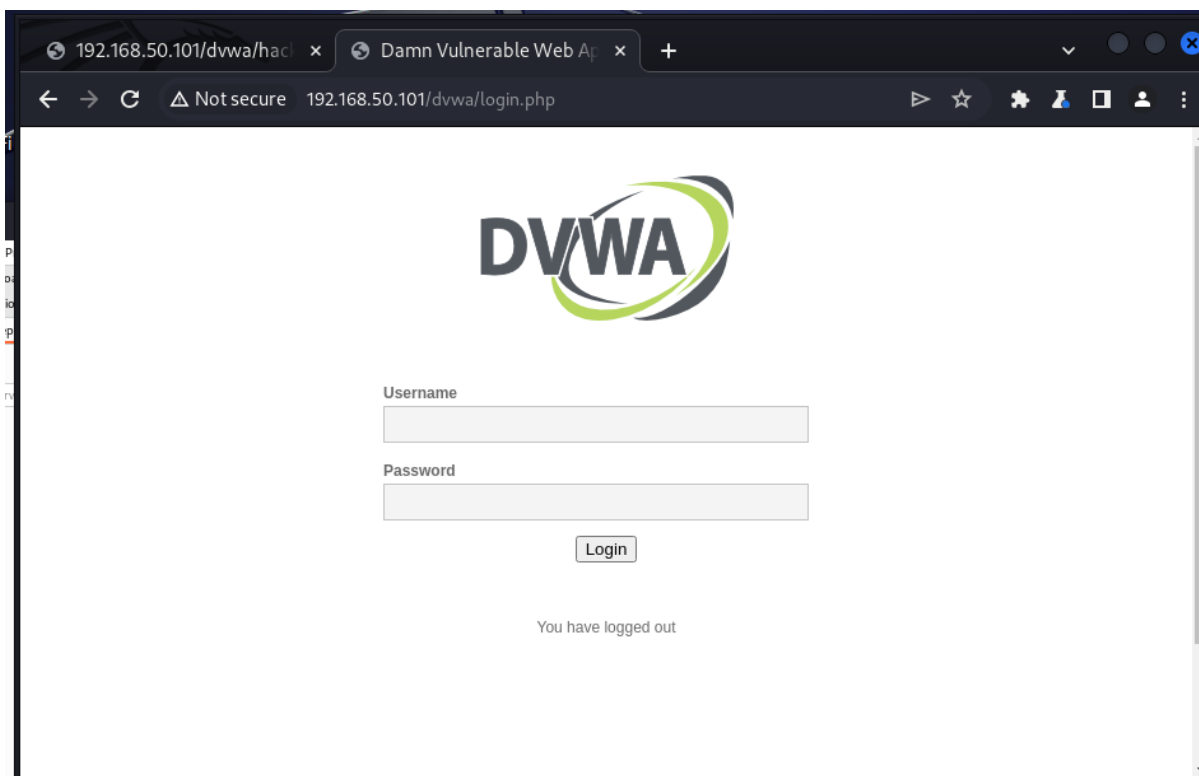 192.168.50.101/dvwa/hac
Damn Vulnerable Web Ap
Not secure 192.168.50.101/dvwa/login.php
DVWA
Username
Password
Login
You have logged out